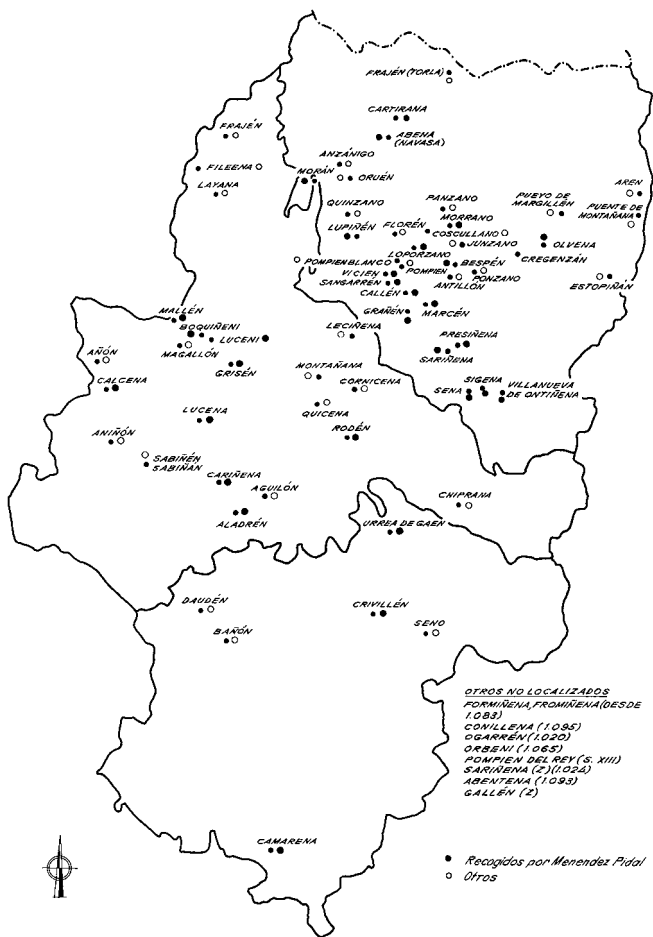 FRAJÉN (TORLA)
CARTIRANA
ABENA
(NAVASA)
FRAJÉN
ANZÁNIGO
FILEENA
MORÁN
ORUÉN
LAYANA
AREN
QUINZANO
PANZANO
PUEYO DE
MARGILLÉN
PUENTE DE
MONTAÑANA
FLORÉN
MORRANO
LUPIÑÉN
COSCULLANO
JUNZANO
OLVENA
LOPORZANO
CREGENZÁN
POMPIENBLANCO
BESPÉN
VICIEN
POMPIEN
PONZANO
ESTOPIÑÁN
SANGARRÉN
ANTILLÓN
CALLÉN
MALLÉN
GRAÑÉN
MARCÉN
BOQUIÑENI
LUCENI
LECIÑENA
PRESIÑENA
AÑÓN
MAGALLÓN
SARIÑENA
GRISÉN
MONTAÑANA
CALCENA
CORNICENA
SIGENA
VILLANUEVA
SENA
DE ONTIÑENA
QUICENA
LUCENA
ANIÑÓN
RODÉN
SABIÑÉN
SABIÑÁN
CARIÑENA
AGUILÓN
CHIPRANA
ALADRÉN
URREA DE GAEN
DAUDÉN
CRIVILLÉN
BAÑÓN
SENO
OTROS NO LOCALIZADOS
FORMIÑENA, FROMIÑENA (DESDE
1.083)
CONILLENA (1.095)
OGARRÉN (1.020)
ORBENI (1.065)
POMPIEN DEL REY (S. XIII)
SARIÑENA (Z) (1.024)
ABENTENA (1.093)
GALLÉN (Z)
CAMARENA
Recogidos por Menendez Pidal
Otros